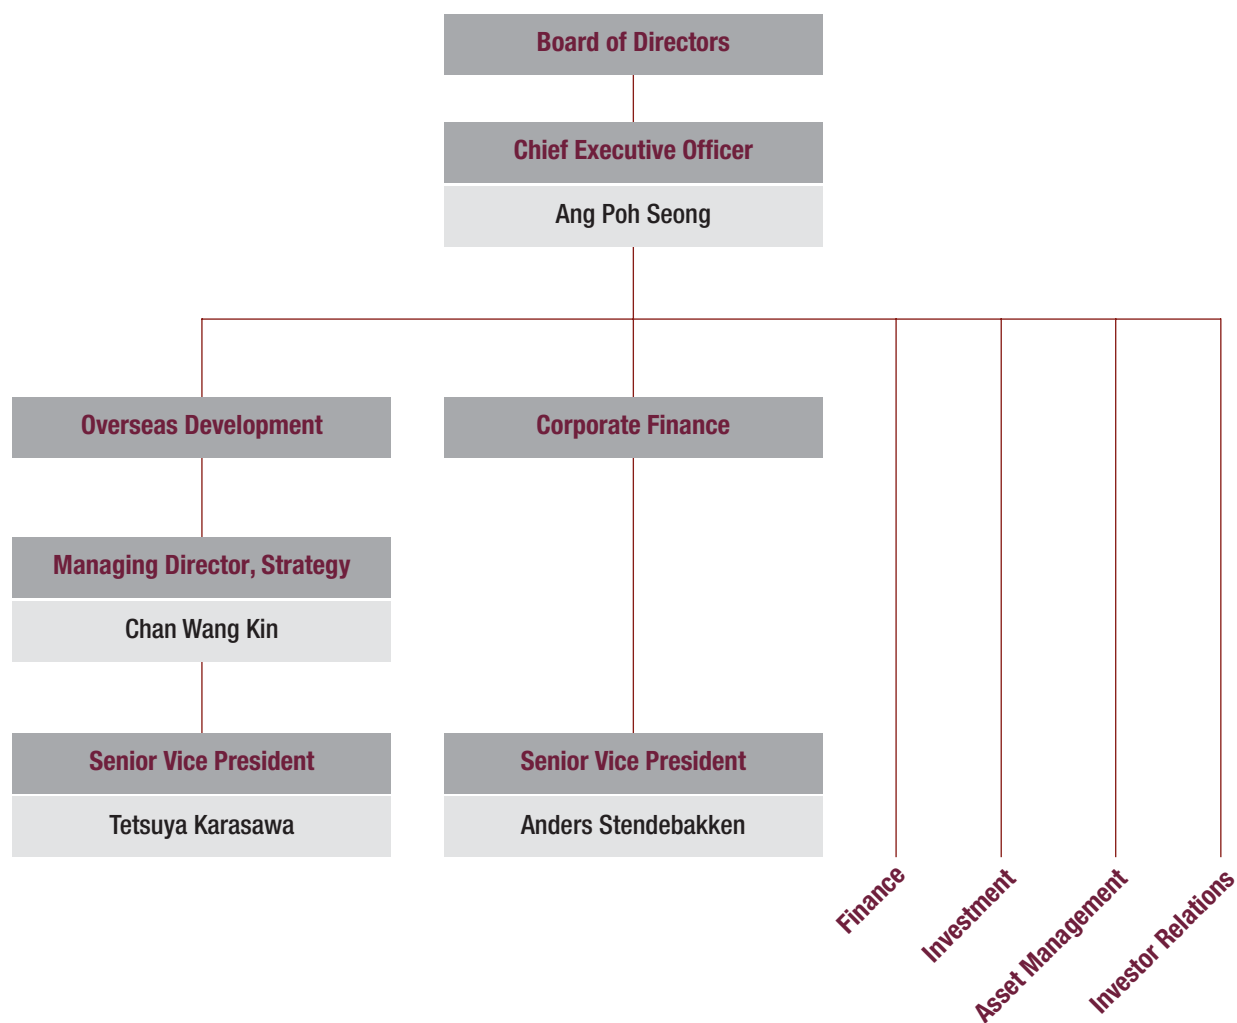 Board of Directors
Chief Executive Officer
Ang Poh Seong
Overseas Development
Corporate Finance
Managing Director, Strategy
Chan Wang Kin
Senior Vice President
Tetsuya Karasawa
Senior Vice President
Anders Stendebakken
Finance
Investment
Asset Management
Investor Relations